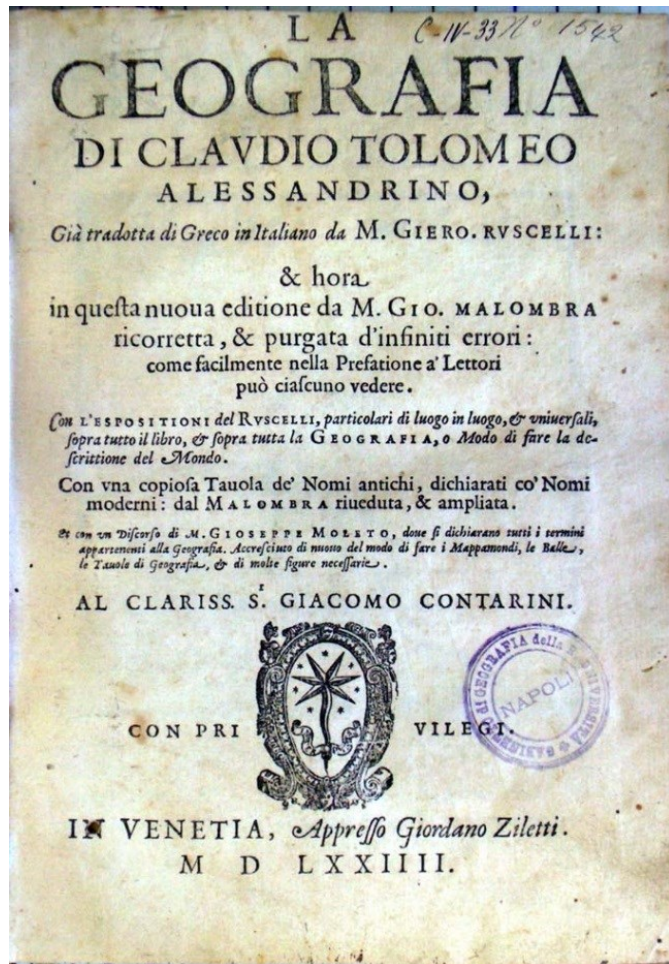 LA
C-IV-33 Nº 1542
GEOGRAFIA
DI CLAVDIO TOLOMEO
ALESSANDRINO,
Già tradotta di Greco in Italiano da M. GIERO. RVSCELLI:
& hora
in queſta nuoua editione da M. GIO. MALOMBRA
ricorretta, & purgata d'infiniti errori:
come facilmente nella Prefatione a' Lettori
può ciaſcuno vedere.
Con L'ESPOSITIONI del RVSCELLI, particolari di luogo in luogo, & vniuerſali,
ſopra tutto il libro, & ſopra tutta la GEOGRAFIA, o Modo di fare la de-
ſcrittione del Mondo.
Con vna copioſa Tauola de' Nomi antichi, dichiarati co' Nomi
moderni: dal MALOMBRA riueduta, & ampliata.
Et con vn Diſcorſo di M. GIOSEPPE MOLETO, doue ſi dichiarano tutti i termini
appartenenti alla Geografia. Accreſciuto di nuouo del modo di fare i Mappamondi, le Balle,
le Tauole di Geografia, & di molte figure neceſſarie.
AL CLARISS. S.r GIACOMO CONTARINI.
GABINETTO di GEOGRAFIA della R. UNIVERSITA
NAPOLI
CON PRI VILEGI.
IN VENETIA, Appreſſo Giordano Ziletti.
M D LXXIIII.